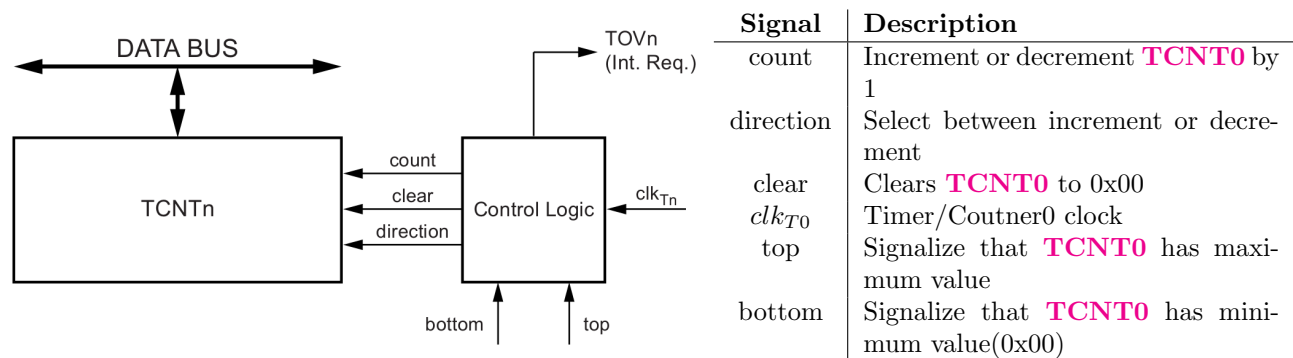 DATA BUS
TOVn
(Int. Req.)
TCNTn
count
clear
direction
Control Logic
clkTn
bottom
top
Signal Description
count Increment or decrement TCNT0 by
1
direction Select between increment or decre-
ment
clear Clears TCNT0 to 0x00
clkT0 Timer/Coutner0 clock
top Signalize that TCNT0 has maxi-
mum value
bottom Signalize that TCNT0 has mini-
mum value(0x00)